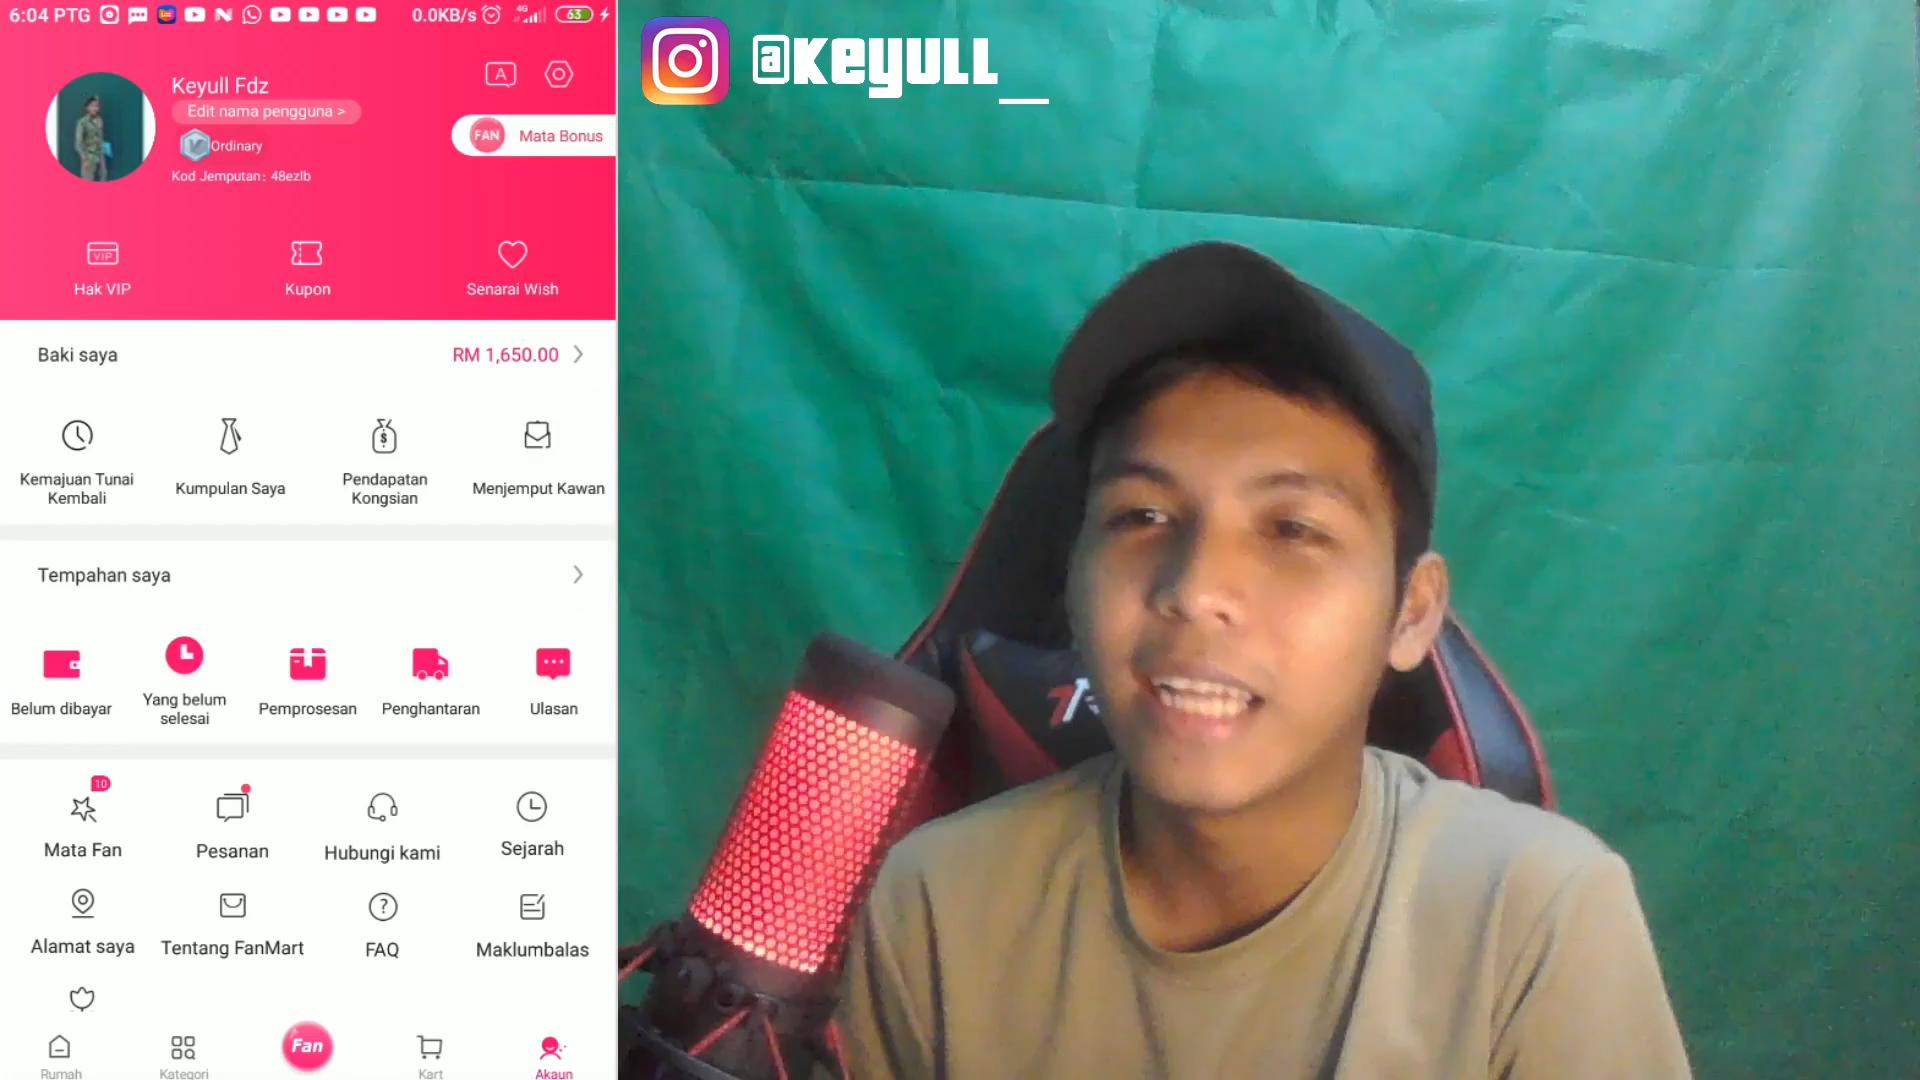 6:04 PTG
0.0KB/s
4G
63
@Keyull__
Keyull Fdz
A
Edit nama pengguna >
FAN Mata Bonus
Ordinary
Kod Jemputan: 48ezlb
VIP
Hak VIP
Kupon
Senarai Wish
Baki saya
RM 1,650.00
$
Kemajuan Tunai Kembali
Kumpulan Saya
Pendapatan Kongsian
Menjemput Kawan
Tempahan saya
Belum dibayar
Yang belum selesai
Pemprosesan
Penghantaran
Ulasan
10
Mata Fan
Pesanan
Hubungi kami
Sejarah
?
Alamat saya
Tentang FanMart
FAQ
Maklumbalas
Fan
Rumah
Kategori
Kart
Akaun